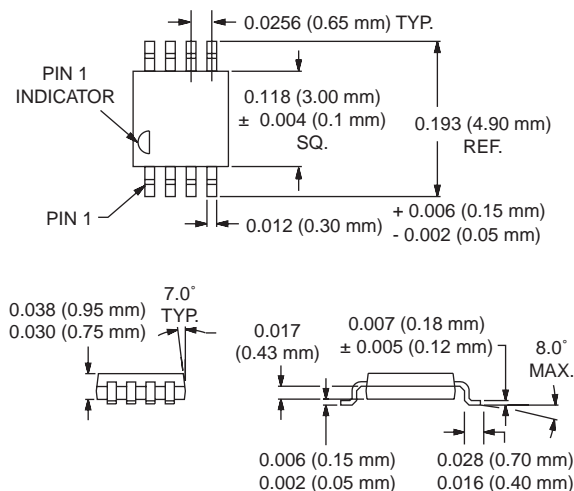 0.0256 (0.65 mm) TYP.
PIN 1
INDICATOR
0.118 (3.00 mm)
± 0.004 (0.1 mm)
SQ.
0.193 (4.90 mm)
REF.
PIN 1
0.012 (0.30 mm)
+ 0.006 (0.15 mm)
- 0.002 (0.05 mm)
0.038 (0.95 mm)
0.030 (0.75 mm)
7.0°
TYP.
0.017
(0.43 mm)
0.007 (0.18 mm)
± 0.005 (0.12 mm)
8.0°
MAX.
0.006 (0.15 mm)
0.002 (0.05 mm)
0.028 (0.70 mm)
0.016 (0.40 mm)